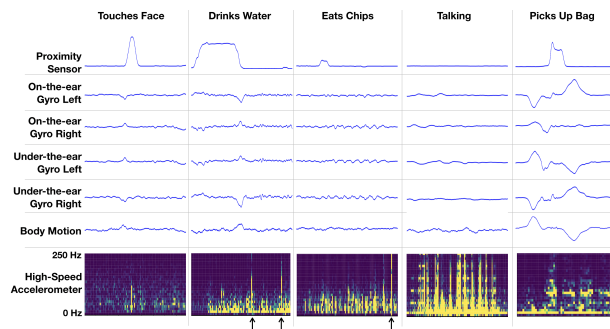 Touches Face Drinks Water Eats Chips Talking Picks Up Bag
Proximity
Sensor
On-the-ear
Gyro Left
On-the-ear
Gyro Right
Under-the-ear
Gyro Left
Under-the-ear
Gyro Right
Body Motion
250 Hz
High-Speed
Accelerometer
0 Hz